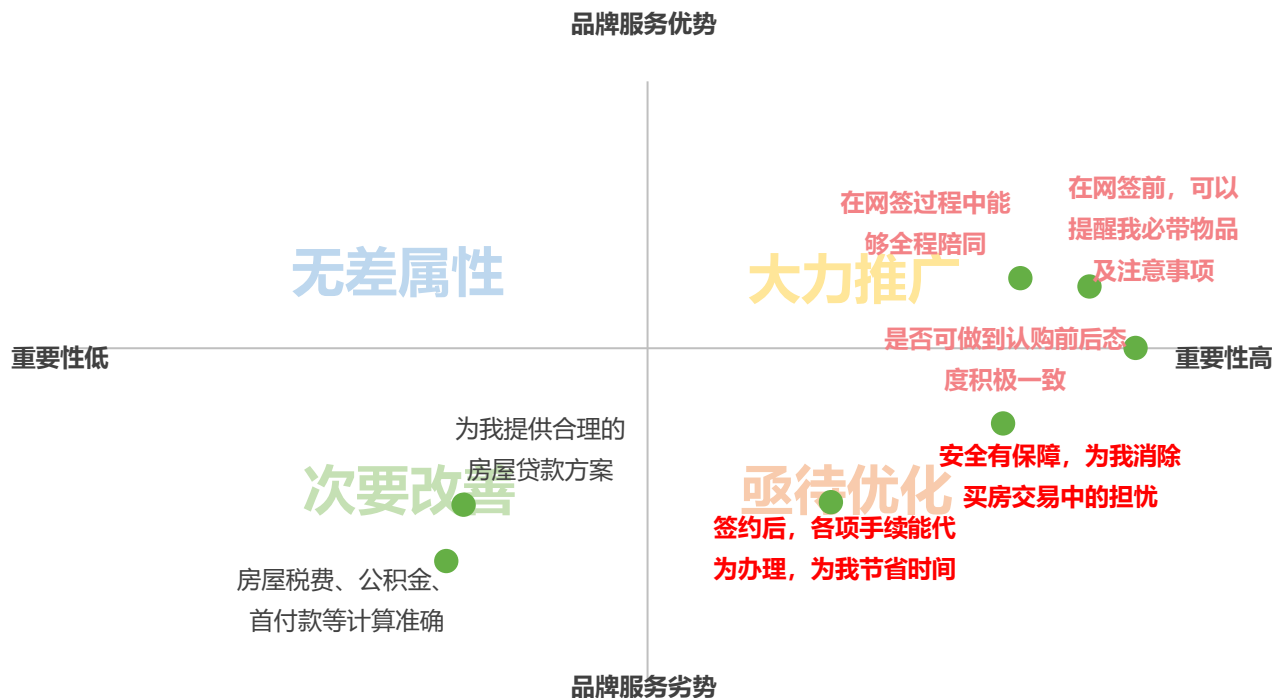 品牌服务优势
在网签过程中能
够全程陪同
在网签前，可以
提醒我必带物品
及注意事项
无差属性
大力推广
是否可做到认购前后态
度积极一致
重要性低
重要性高
为我提供合理的
房屋贷款方案
次要改善
安全有保障，为我消除
买房交易中的担忧
亟待优化
签约后，各项手续能代
为办理，为我节省时间
房屋税费、公积金、
首付款等计算准确
品牌服务劣势